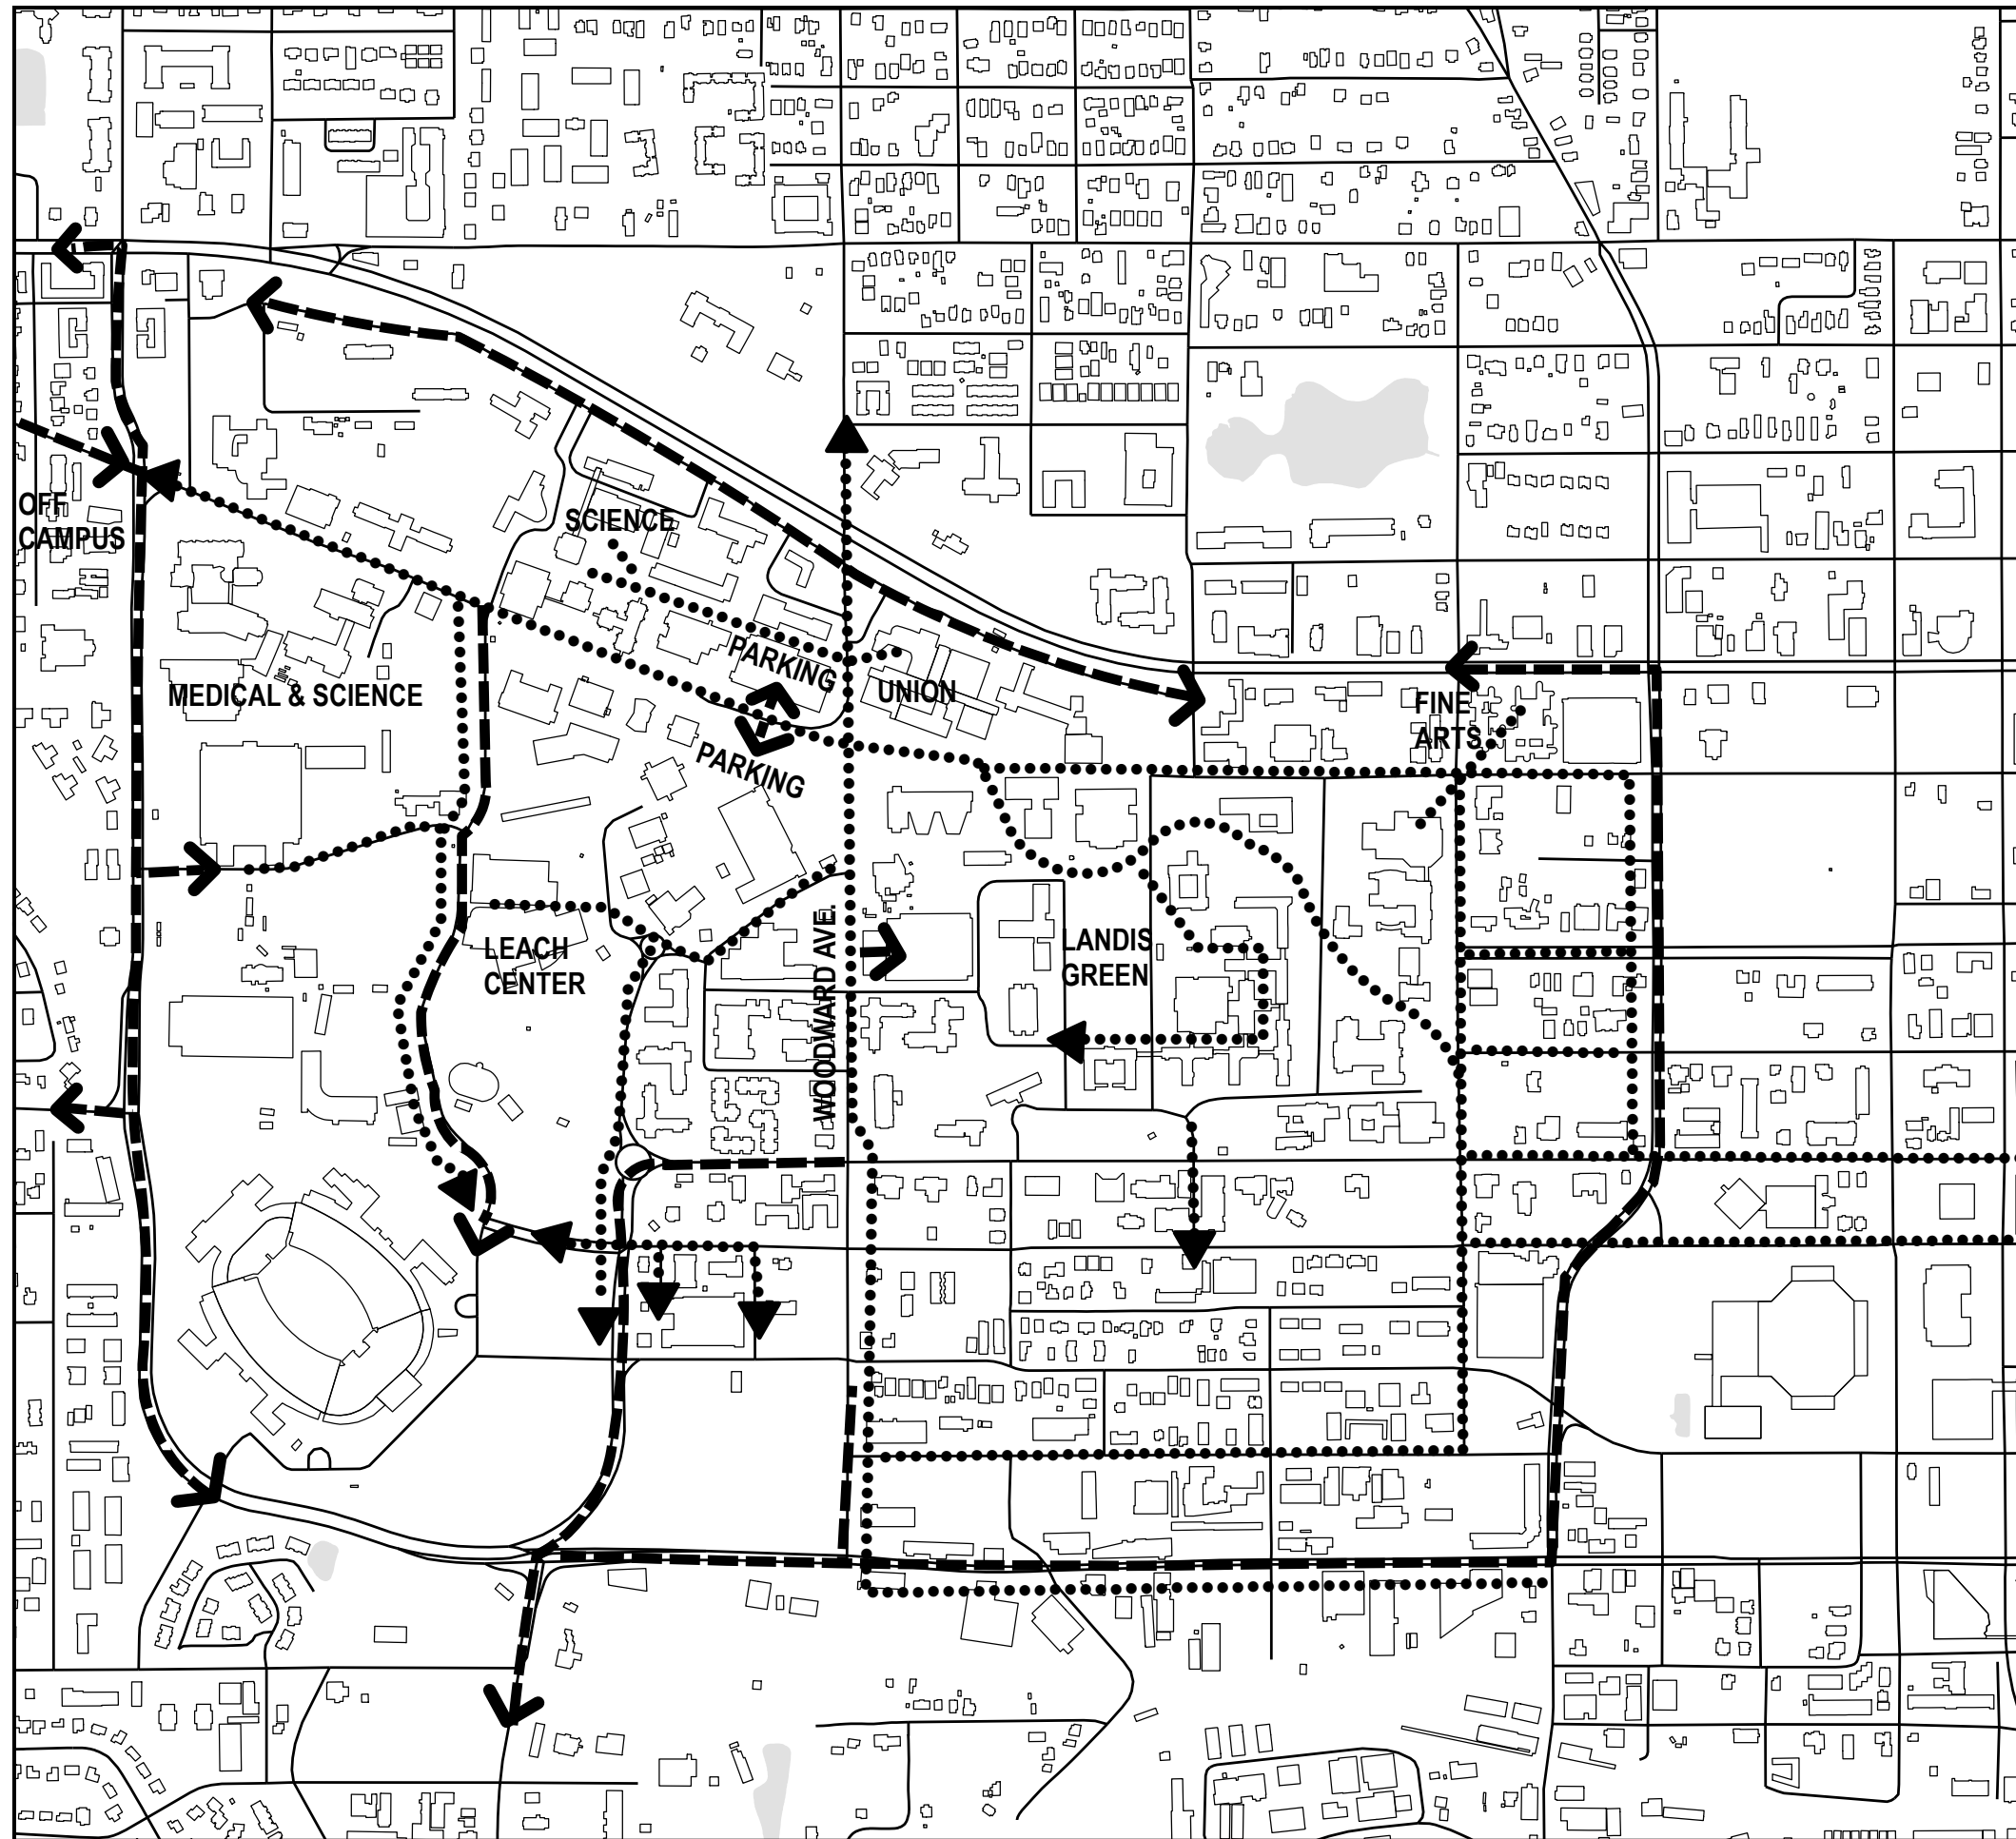 OFF
CAMPUS
SCIENCE
PARKING
MEDICAL & SCIENCE
UNION
FINE
ARTS
PARKING
LEACH
CENTER
WOODWARD AVE.
LANDIS
GREEN